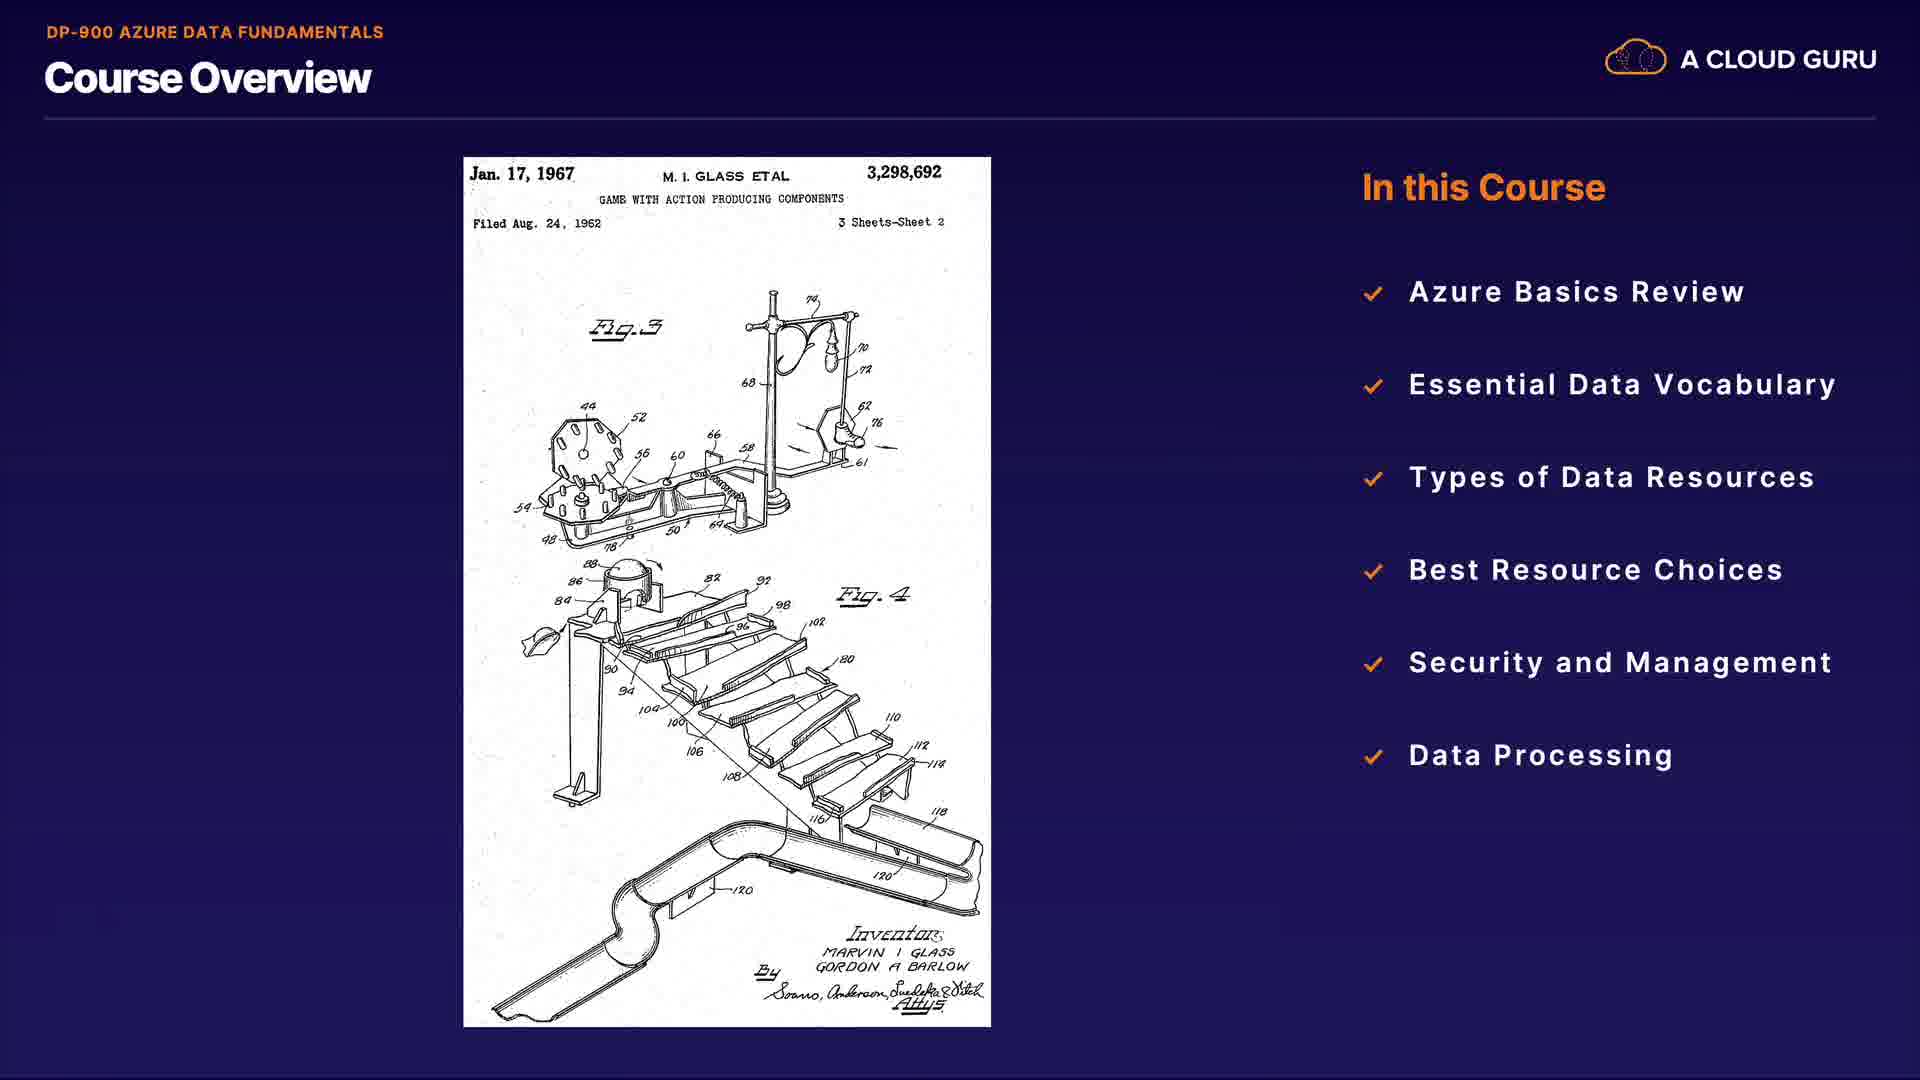 DP-900 AZURE DATA FUNDAMENTALS
Course Overview
A CLOUD GURU
Jan. 17, 1967
M. I. GLASS ETAL
3,298,692
GAME WITH ACTION PRODUCING COMPONENTS
Filed Aug. 24, 1962
3 Sheets-Sheet 2
Fig. 3
74
70
72
68
62
76
44
52
66
58
56
60
61
54
64
50
48
78
88
86
82
92
84
Fig. 4
98
96
102
90
80
94
104
100
110
106
112
114
108
116
118
120
120
Inventors
MARVIN I GLASS
GORDON A BARLOW
By
Soans, Anderson, Luedeka & Fitch
Attys.
In this Course
Azure Basics Review
Essential Data Vocabulary
Types of Data Resources
Best Resource Choices
Security and Management
Data Processing